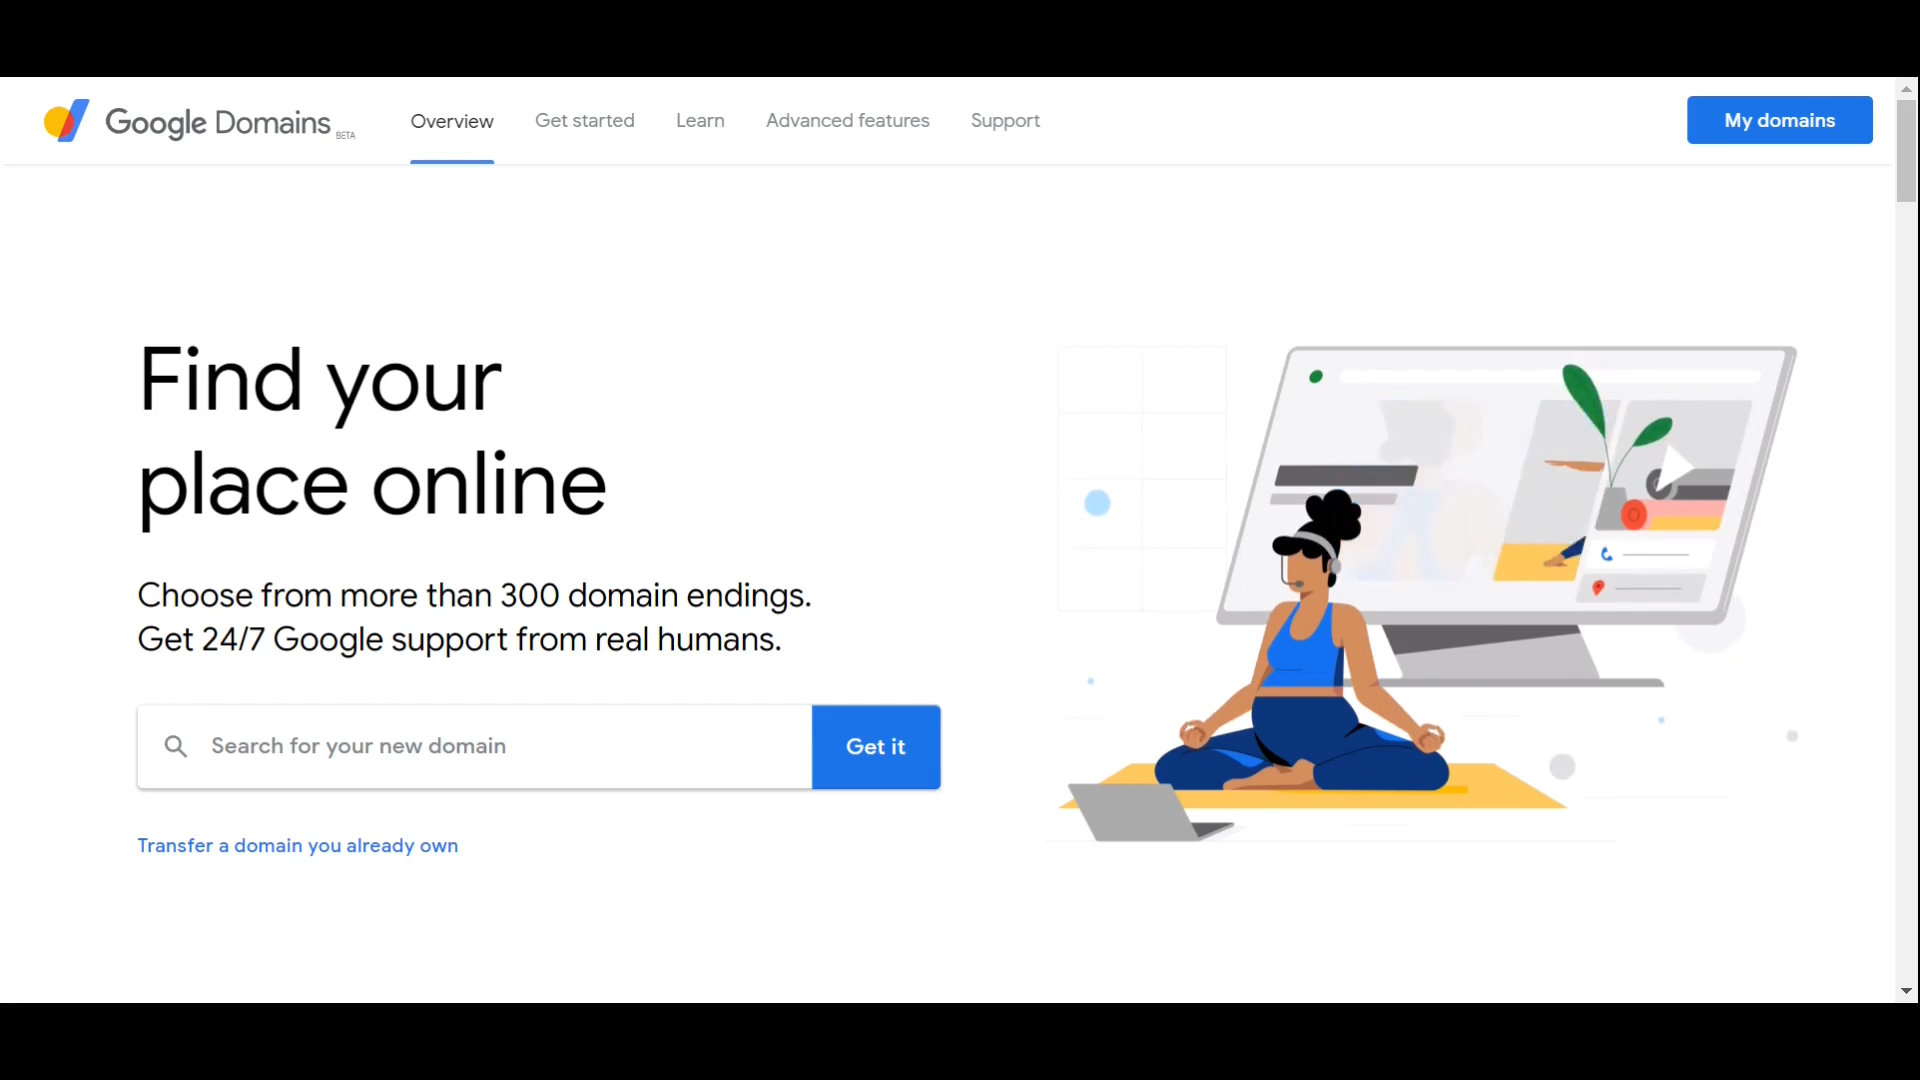 Google Domains BETA
Overview
Get started
Learn
Advanced features
Support
My domains
Find your
place online
Choose from more than 300 domain endings.
Get 24/7 Google support from real humans.
Search for your new domain
Get it
Transfer a domain you already own